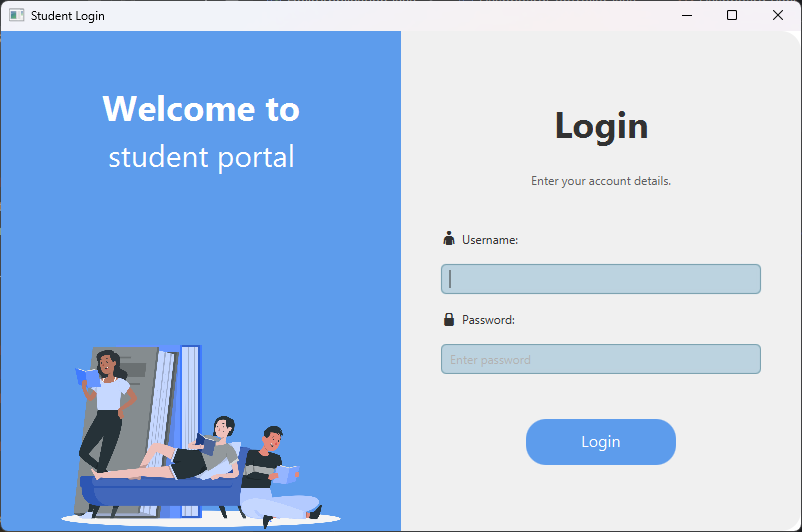 Student Login
Welcome to
student portal
Login
Enter your account details.
Username:
Password:
Enter password
Login